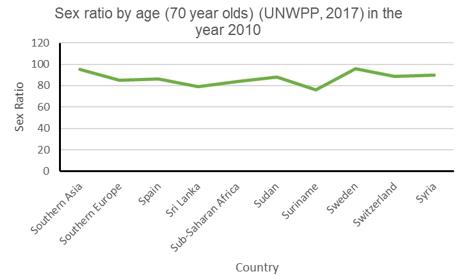 Sex ratio by age (70 year olds) (UNWPP, 2017) in the
year 2010
120
100
80
60
40
20
0
Sex Ratio
Southern Asia
Southern Europe
Spain
Sri Lanka
Sub-Saharan Africa
Sudan
Suriname
Sweden
Switzerland
Syria
Country